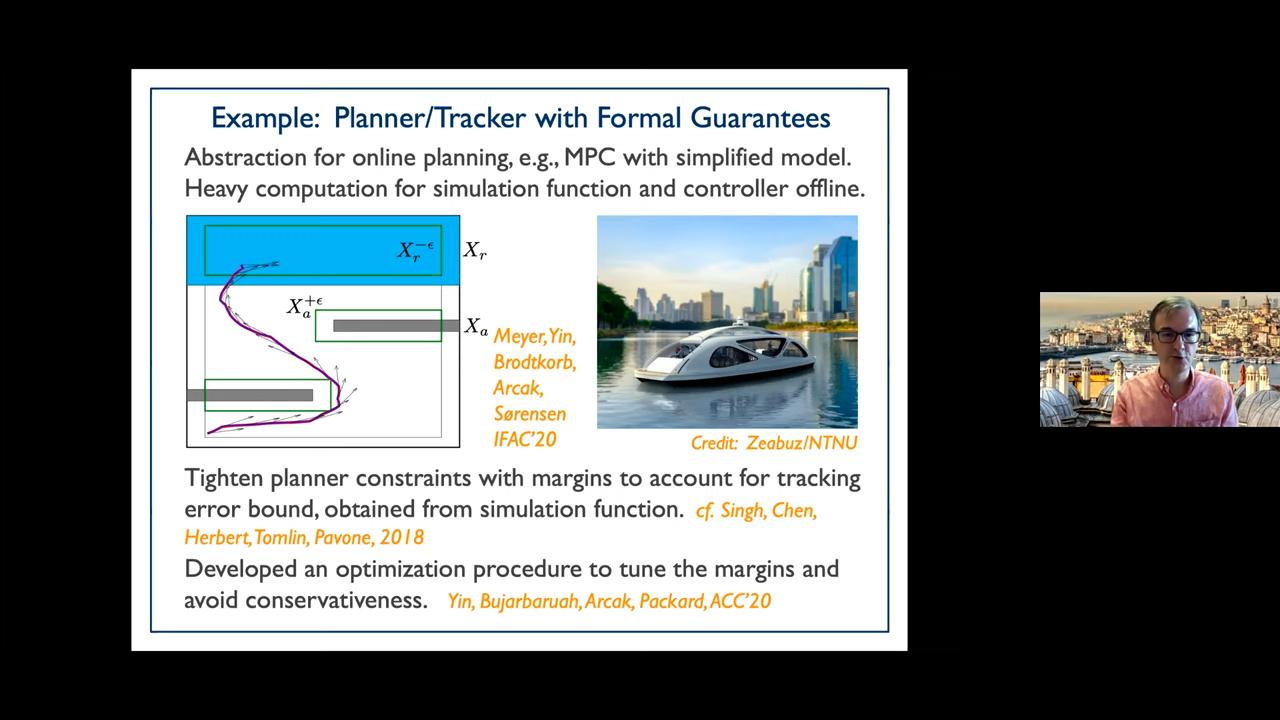 Example: Planner/Tracker with Formal Guarantees
Abstraction for online planning, e.g., MPC with simplified model.
Heavy computation for simulation function and controller offline.
X_r^{-ϵ}
X_r
X_a^{+ϵ}
X_a
Meyer, Yin,
Brodtkorb,
Arcak,
Sørensen
IFAC'20
Credit: Zeabuz/NTNU
Tighten planner constraints with margins to account for tracking
error bound, obtained from simulation function. cf. Singh, Chen,
Herbert, Tomlin, Pavone, 2018
Developed an optimization procedure to tune the margins and
avoid conservativeness. Yin, Bujarbaruah, Arcak, Packard, ACC'20